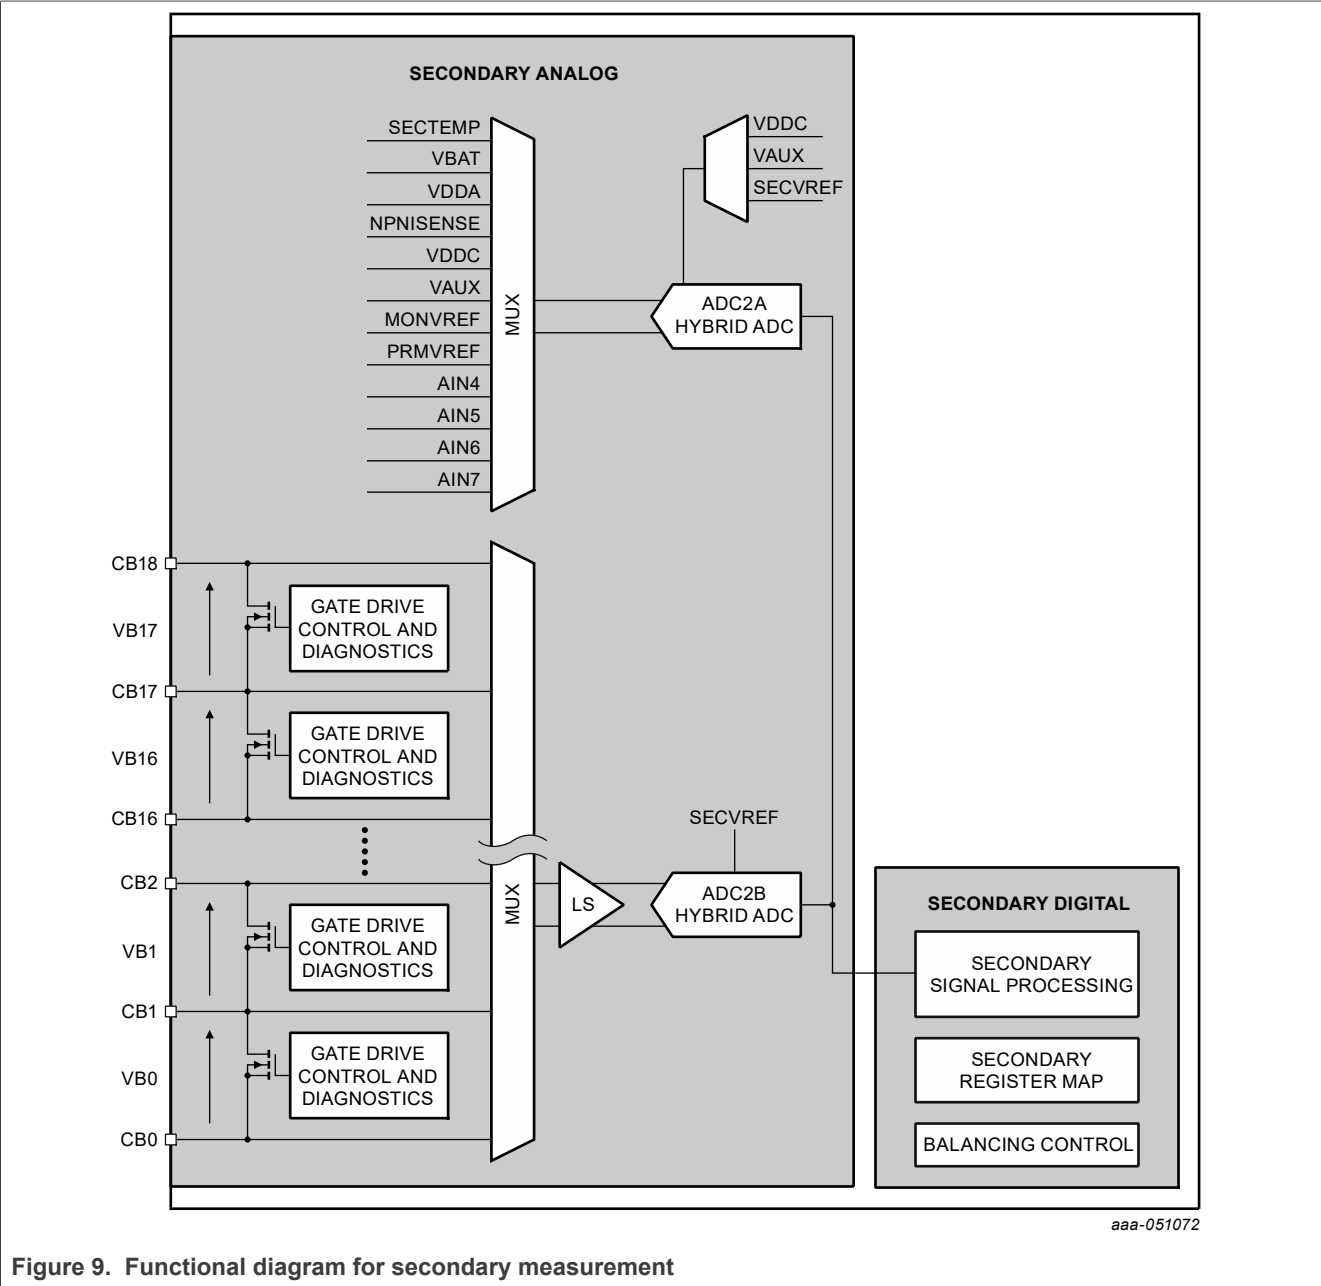 SECONDARY ANALOG
SECTEMP
VBAT
VDDA
NPNISENSE
VDDC
VAUX
MONVREF
PRMVREF
AIN4
AIN5
AIN6
AIN7
MUX
VDDC
VAUX
SECVREF
ADC2A
HYBRID ADC
CB18
VB17
CB17
VB16
CB16
CB2
VB1
CB1
VB0
CB0
GATE DRIVE
CONTROL AND
DIAGNOSTICS
GATE DRIVE
CONTROL AND
DIAGNOSTICS
GATE DRIVE
CONTROL AND
DIAGNOSTICS
GATE DRIVE
CONTROL AND
DIAGNOSTICS
MUX
LS
SECVREF
ADC2B
HYBRID ADC
SECONDARY DIGITAL
SECONDARY
SIGNAL PROCESSING
SECONDARY
REGISTER MAP
BALANCING CONTROL
aaa-051072
Figure 9. Functional diagram for secondary measurement